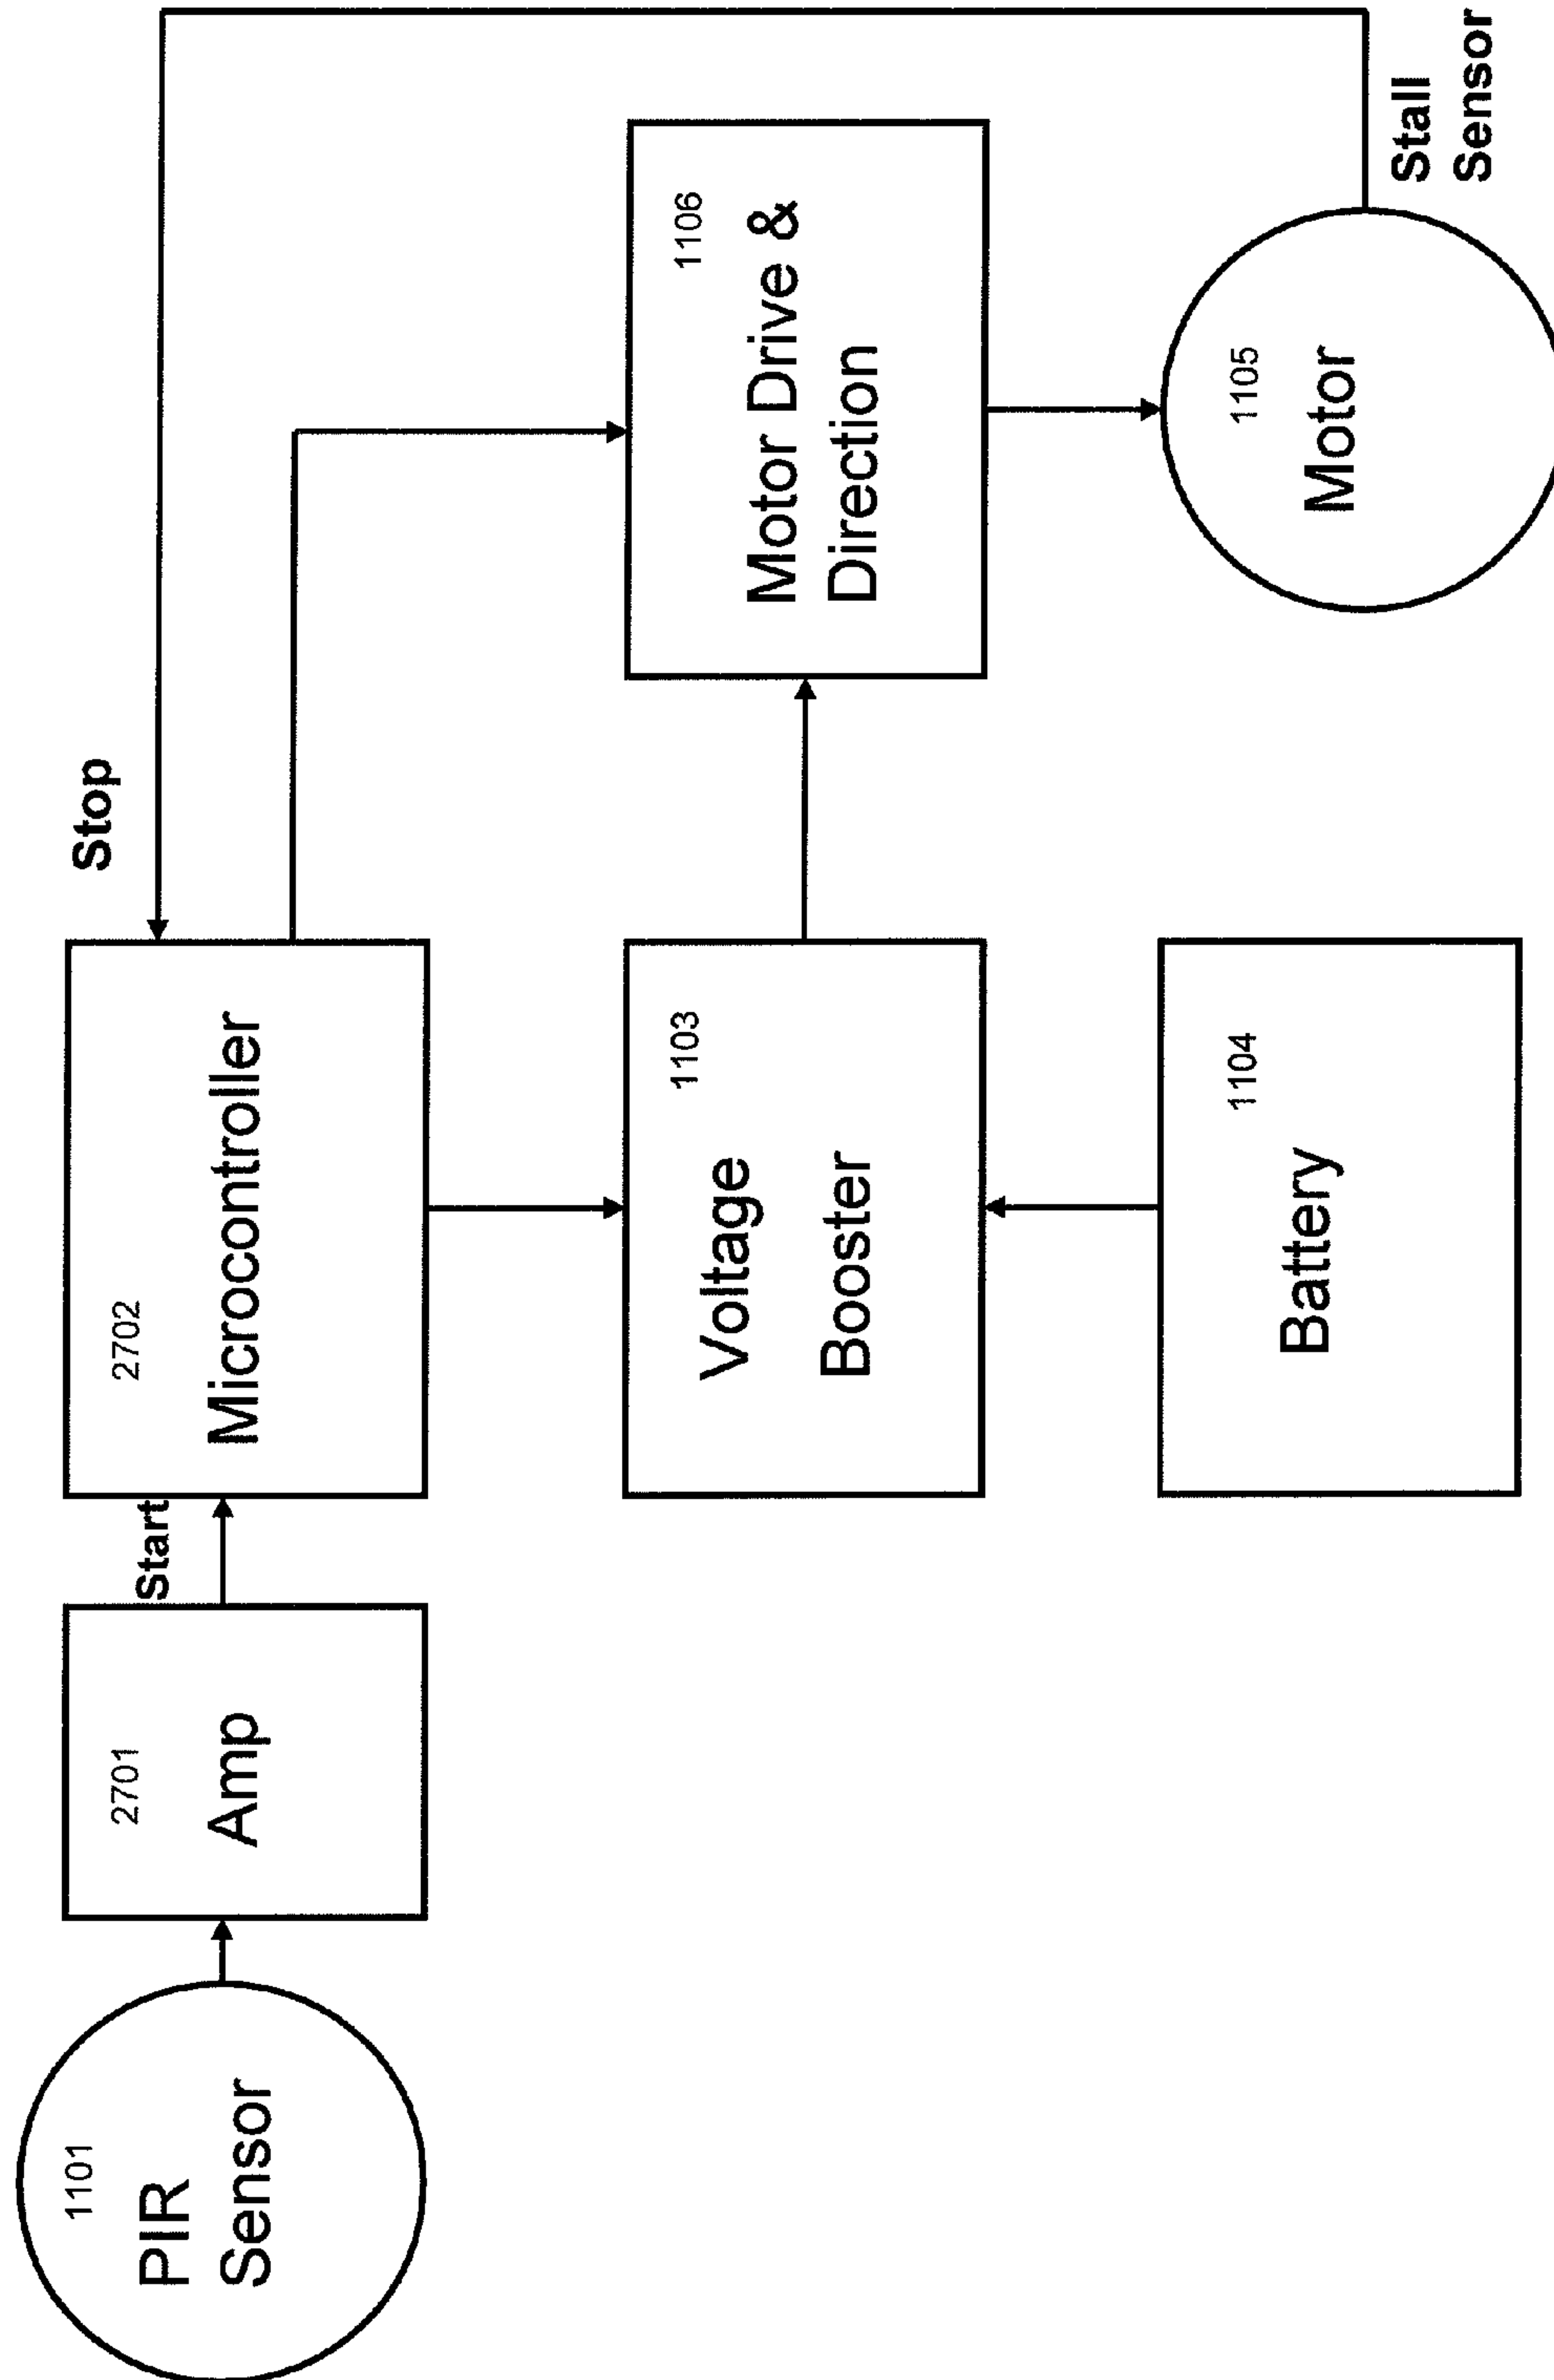 1101
PIR
Sensor
2701
Amp
start
2702
Microcontroller
Stop
1103
Voltage
Booster
1106
Motor Drive &
Direction
1104
Battery
1105
Motor
Stall
Sensor